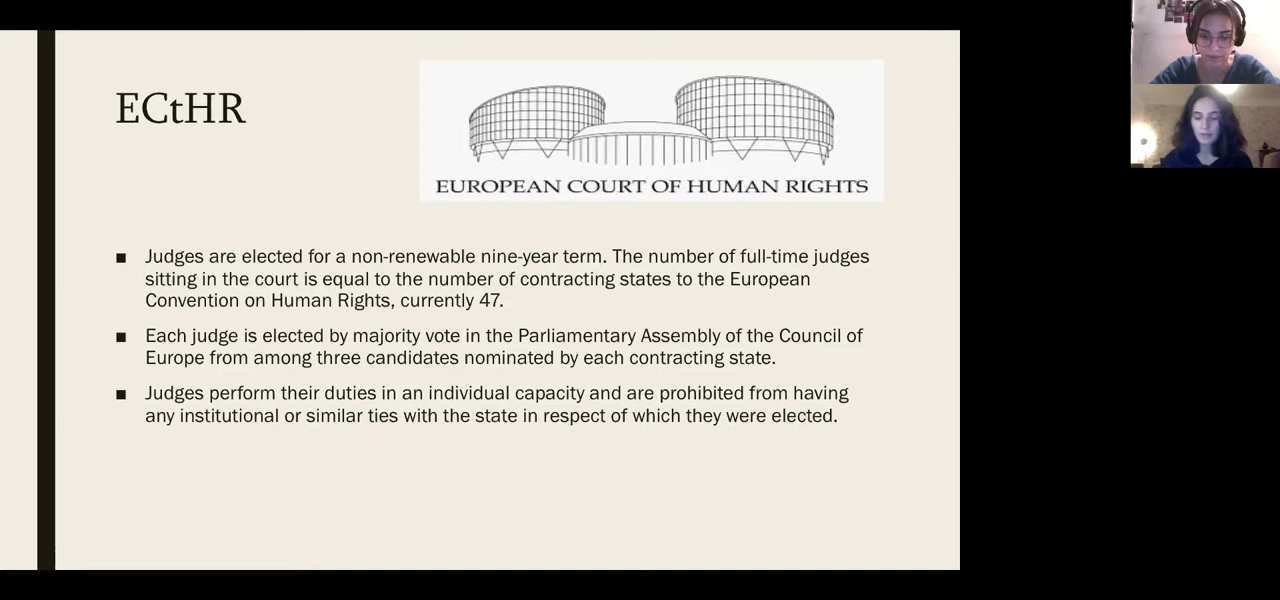 ECtHR
EUROPEAN COURT OF HUMAN RIGHTS
■ Judges are elected for a non-renewable nine-year term. The number of full-time judges
sitting in the court is equal to the number of contracting states to the European
Convention on Human Rights, currently 47.
■ Each judge is elected by majority vote in the Parliamentary Assembly of the Council of
Europe from among three candidates nominated by each contracting state.
■ Judges perform their duties in an individual capacity and are prohibited from having
any institutional or similar ties with the state in respect of which they were elected.